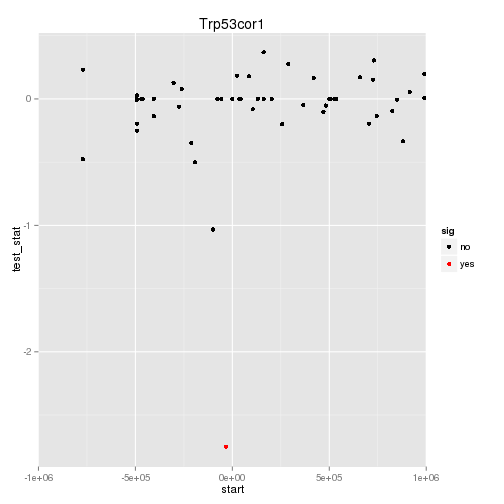 Trp53cor1
test_stat
0
-1
-2
sig
no
yes
-1e+06
-5e+05
0e+00
5e+05
1e+06
start